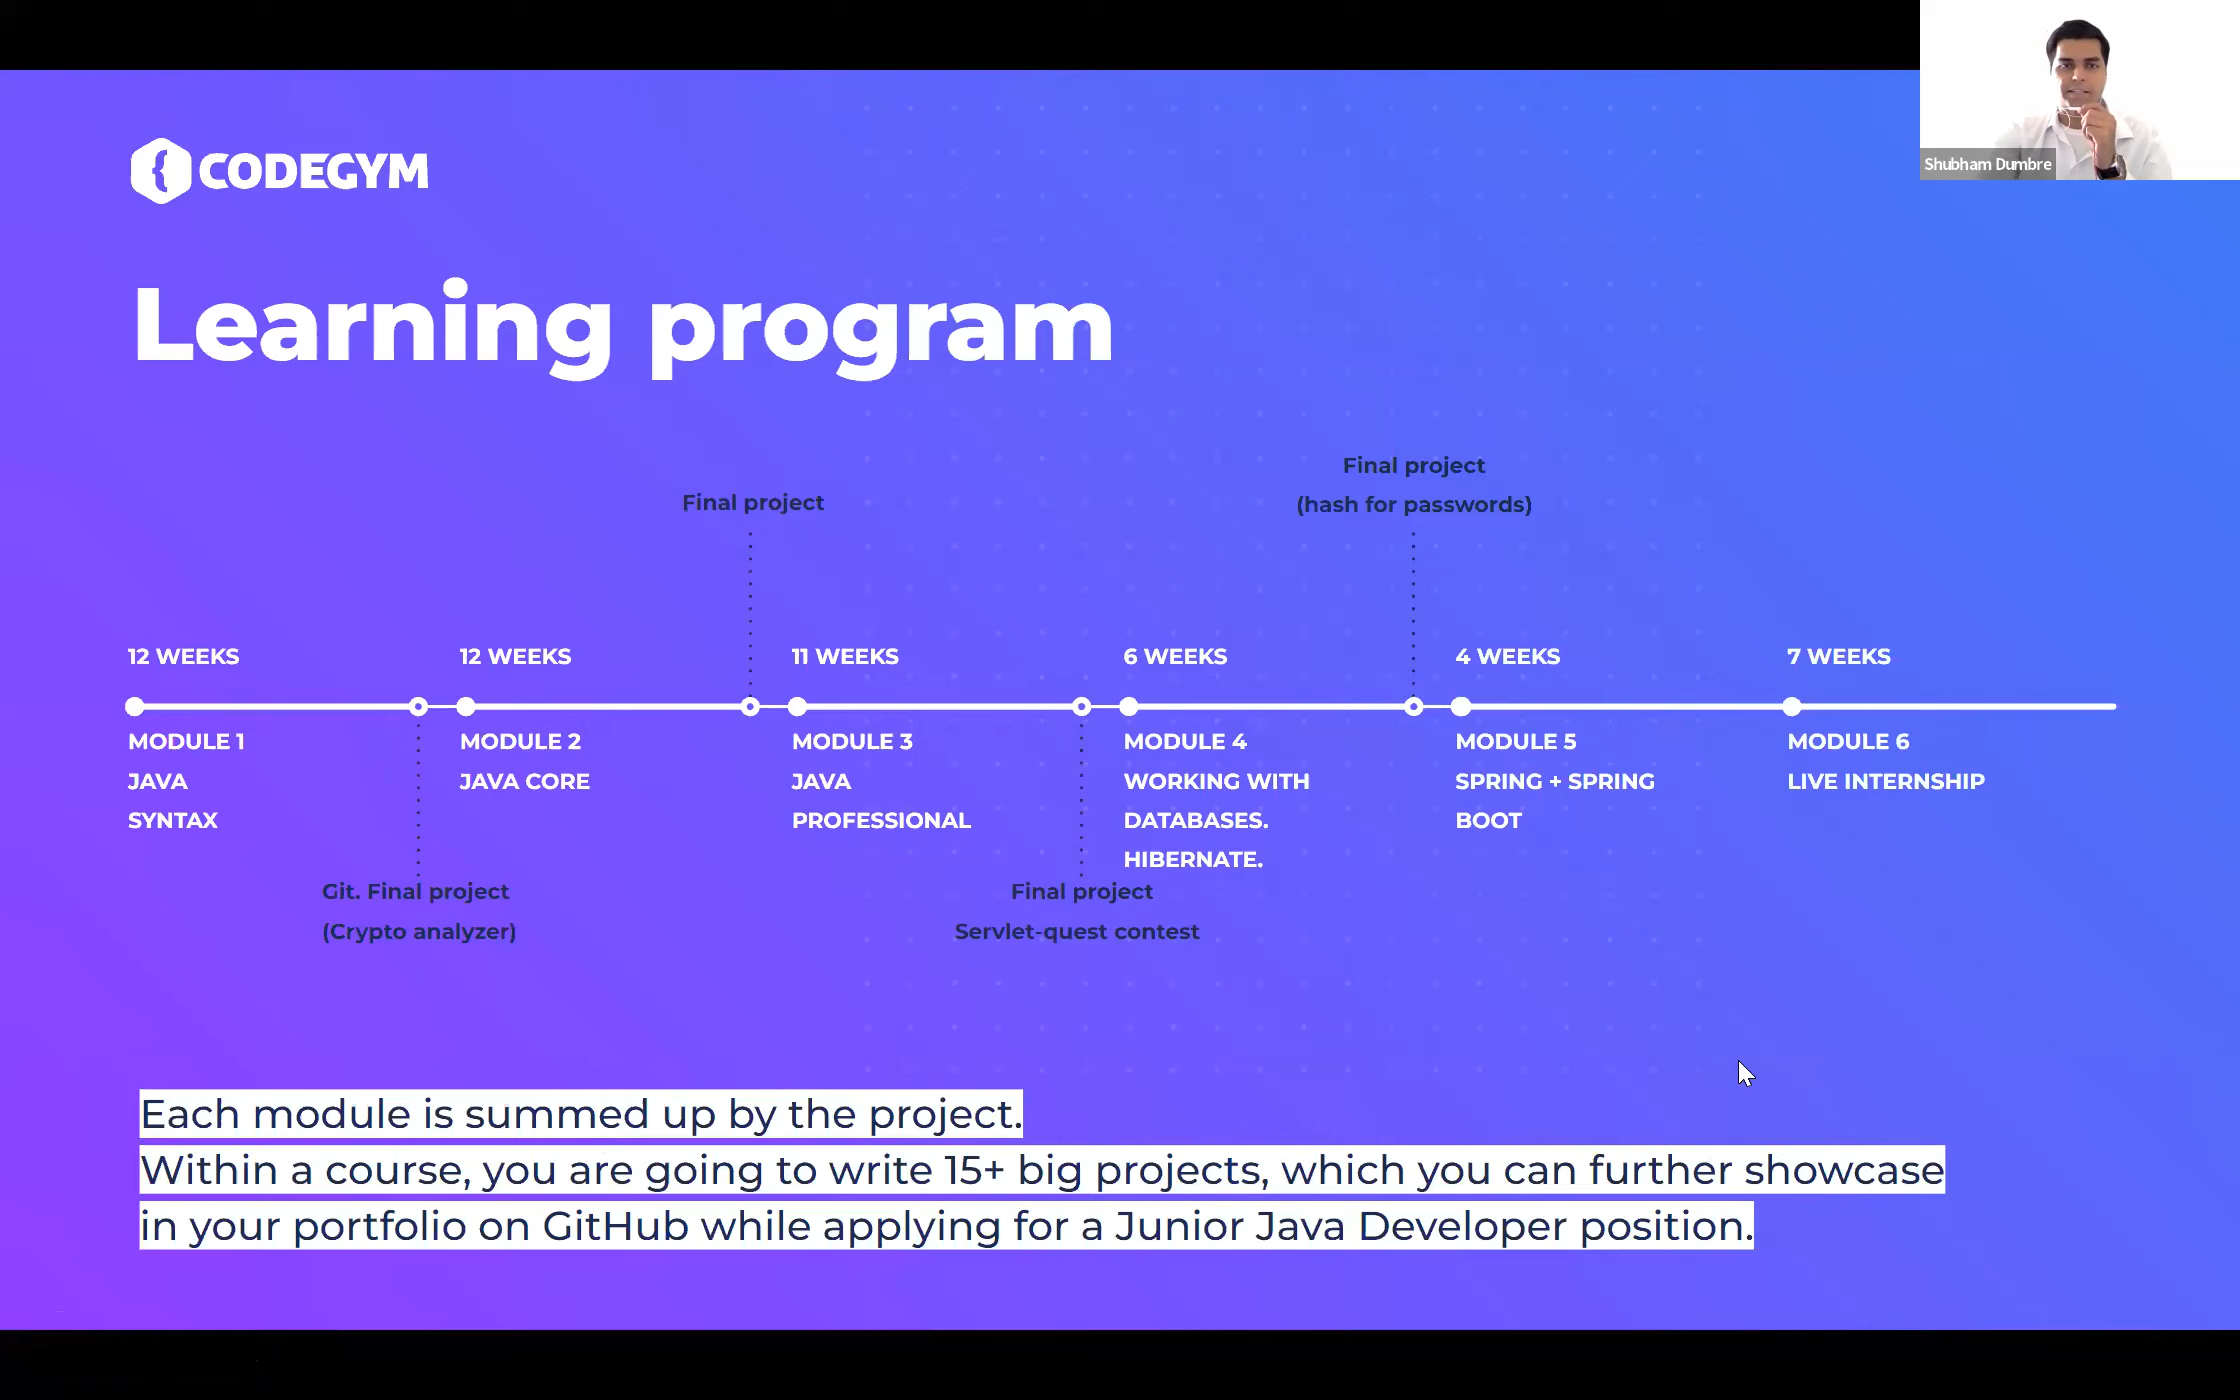 Shubham Dumbre
CODEGYM
Learning program
Final project
Final project
(hash for passwords)
12 WEEKS
12 WEEKS
11 WEEKS
6 WEEKS
4 WEEKS
7 WEEKS
MODULE 1
JAVA
SYNTAX
MODULE 2
JAVA CORE
MODULE 3
JAVA
PROFESSIONAL
MODULE 4
WORKING WITH
DATABASES.
HIBERNATE.
MODULE 5
SPRING + SPRING
BOOT
MODULE 6
LIVE INTERNSHIP
Git. Final project
(Crypto analyzer)
Final project
Servlet-quest contest
Each module is summed up by the project.
Within a course, you are going to write 15+ big projects, which you can further showcase
in your portfolio on GitHub while applying for a Junior Java Developer position.